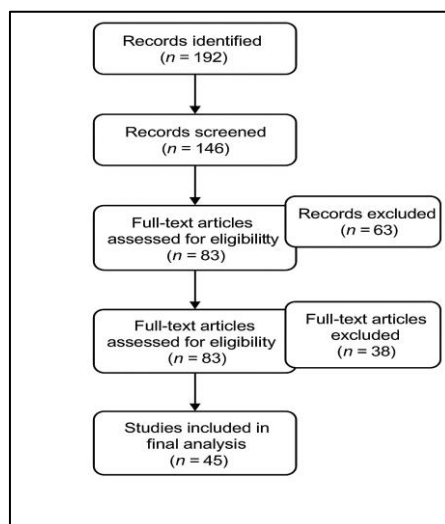 Records identified
(n = 192)
Records screened
(n = 146)
Full-text articles
assessed for eligibilitty
(n = 83)
Records excluded
(n = 63)
Full-text articles
assessed for eligibility
(n = 83)
Full-text articles
excluded
(n = 38)
Studies included in
final analysis
(n = 45)